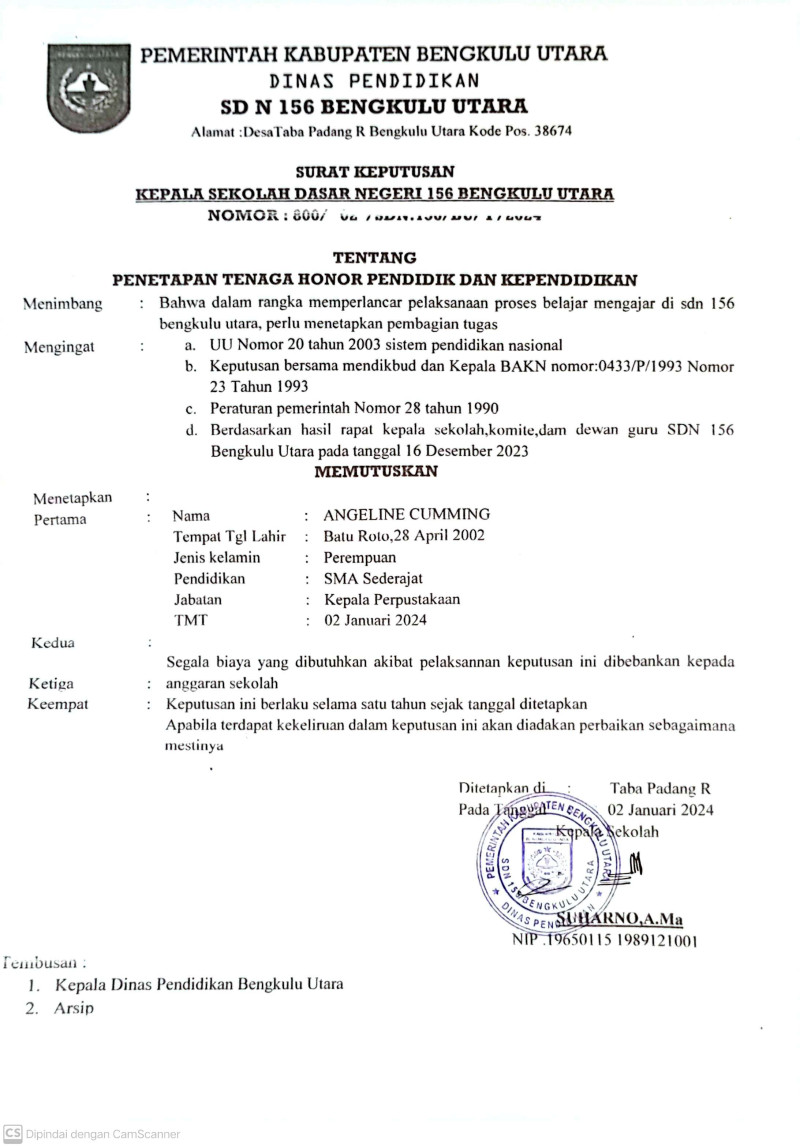 PEMERINTAH KABUPATEN BENGKULU UTARA
DINAS PENDIDIKAN
SD N 156 BENGKULU UTARA
Alamat :DesaTaba Padang R Bengkulu Utara Kode Pos. 38674
SURAT KEPUTUSAN
KEPALA SEKOLAH DASAR NEGERI 156 BENGKULU UTARA
NOMOR : 800/
TENTANG
PENETAPAN TENAGA HONOR PENDIDIK DAN KEPENDIDIKAN
Menimbang : Bahwa dalam rangka memperlancar pelaksanaan proses belajar mengajar di sdn 156
bengkulu utara, perlu menetapkan pembagian tugas
Mengingat : a. UU Nomor 20 tahun 2003 sistem pendidikan nasional
b. Keputusan bersama mendikbud dan Kepala BAKN nomor:0433/P/1993 Nomor
23 Tahun 1993
c. Peraturan pemerintah Nomor 28 tahun 1990
d. Berdasarkan hasil rapat kepala sekolah,komite,dam dewan guru SDN 156
Bengkulu Utara pada tanggal 16 Desember 2023
MEMUTUSKAN
Menetapkan :
Pertama : Nama : ANGELINE CUMMING
Tempat Tgl Lahir : Batu Roto,28 April 2002
Jenis kelamin : Perempuan
Pendidikan : SMA Sederajat
Jabatan : Kepala Perpustakaan
TMT : 02 Januari 2024
Kedua :
Segala biaya yang dibutuhkan akibat pelaksannan keputusan ini dibebankan kepada
Ketiga : anggaran sekolah
Keempat : Keputusan ini berlaku selama satu tahun sejak tanggal ditetapkan
Apabila terdapat kekeliruan dalam keputusan ini akan diadakan perbaikan sebagaimana
mestinya
Ditetapkan di : Taba Padang R
Pada Tanggal 02 Januari 2024
Kepala Sekolah
PEMERINTAH KABUPATEN BENGKULU UTARA
SDN 156 BENGKULU UTARA
DINAS PENDIDIKAN
SUHARNO,A.Ma
NIP .19650115 1989121001
Tembusan :
1. Kepala Dinas Pendidikan Bengkulu Utara
2. Arsip
CS Dipindai dengan CamScanner